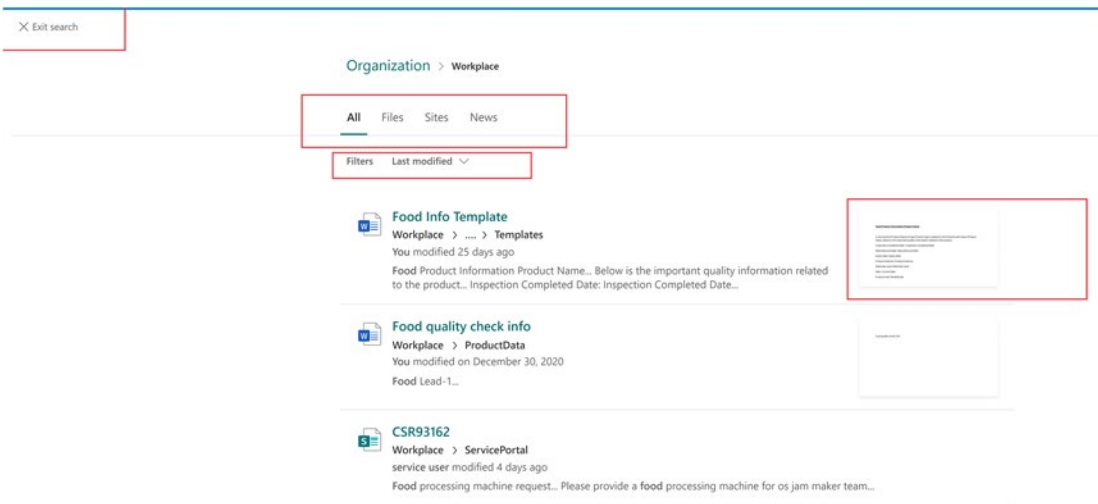 Exit search
Organization > Workplace
All Files Sites News
Filters Last modified
Food Info Template
Workplace > .... > Templates
You modified 25 days ago
Food Product Information Product Name... Below is the important quality information related
to the product... Inspection Completed Date: Inspection Completed Date...
Food quality check info
Workplace > ProductData
You modified on December 30, 2020
Food Lead-1...
CSR93162
Workplace > ServicePortal
service user modified 4 days ago
Food processing machine request... Please provide a food processing machine for os jam maker team...